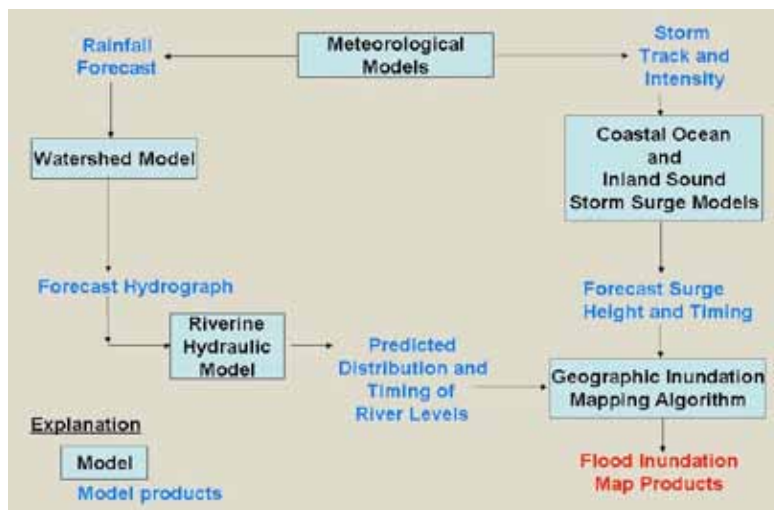 Rainfall
Forecast
Meteorological
Models
Storm
Track and
Intensity
Watershed Model
Coastal Ocean
and
Inland Sound
Storm Surge Models
Forecast Hydrograph
Forecast Surge
Height and Timing
Riverine
Hydraulic
Model
Predicted
Distribution and
Timing of
River Levels
Geographic Inundation
Mapping Algorithm
Explanation
Model
Model products
Flood Inundation
Map Products